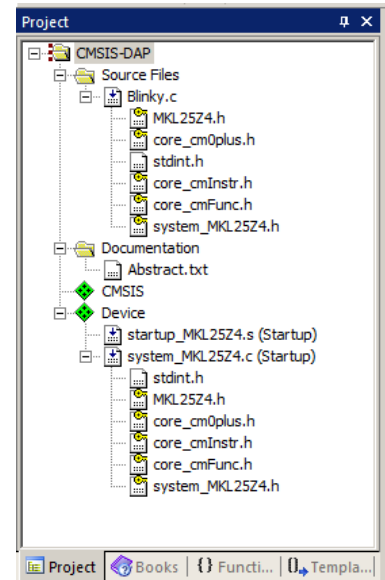 Project
CMSIS-DAP
Source Files
Blinky.c
MKL25Z4.h
core_cm0plus.h
stdint.h
core_cmInstr.h
core_cmFunc.h
system_MKL25Z4.h
Documentation
Abstract.txt
CMSIS
Device
startup_MKL25Z4.s (Startup)
system_MKL25Z4.c (Startup)
stdint.h
MKL25Z4.h
core_cm0plus.h
core_cmInstr.h
core_cmFunc.h
system_MKL25Z4.h
Project Books {} Functi... Templa...